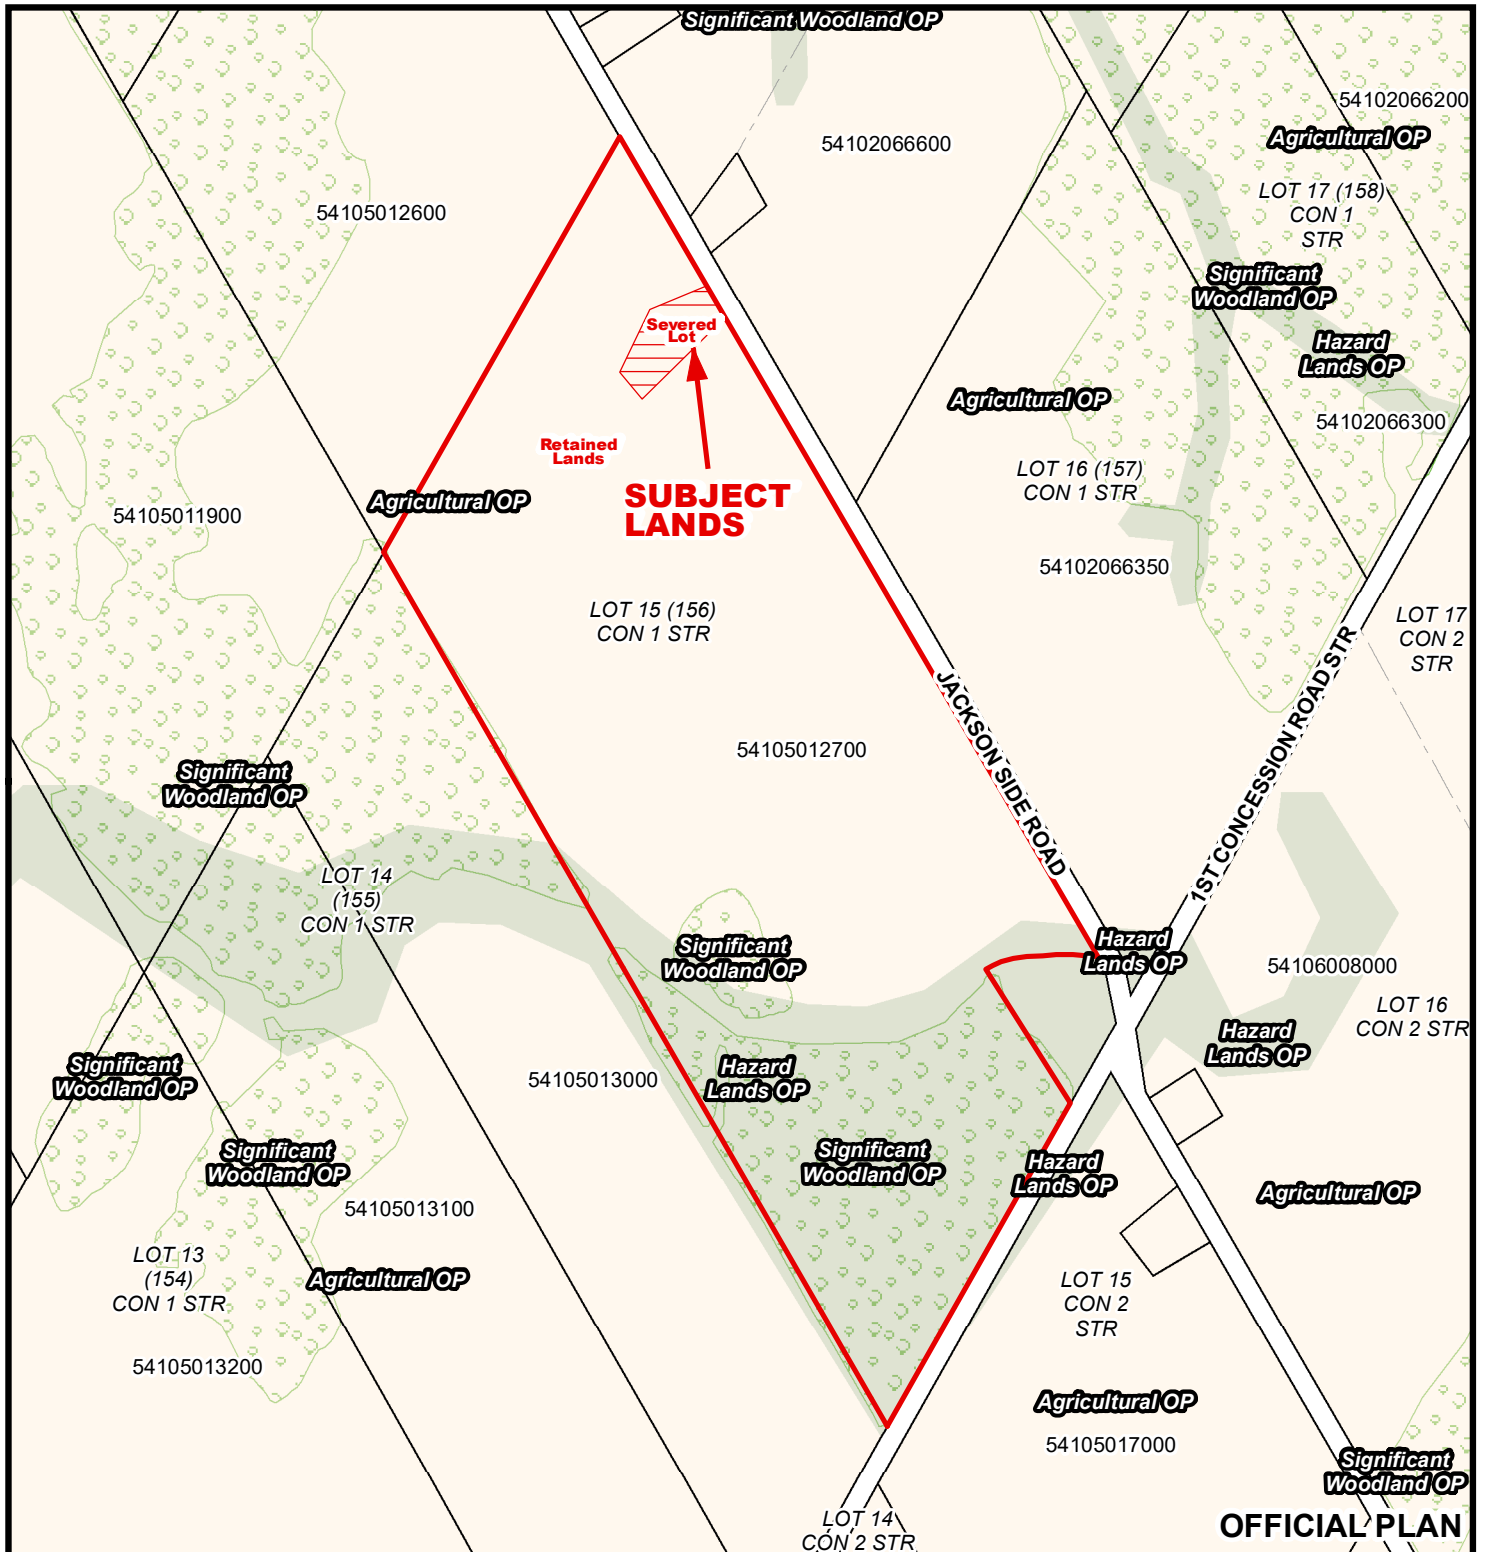 Significant Woodland OP
54102066200
Agricultural OP
54102066600
LOT 17 (158)
CON 1
STR
54105012600
Significant
Woodland OP
Severed
Lot
Hazard
Lands OP
Agricultural OP
54102066300
Retained
Lands
LOT 16 (157)
CON 1 STR
Agricultural OP
SUBJECT
LANDS
54105011900
54102066350
LOT 15 (156)
CON 1 STR
LOT 17
CON 2
STR
JACKSON SIDE ROAD
1ST CONCESSION ROAD STR
54105012700
Significant
Woodland OP
LOT 14
(155)
CON 1 STR
Significant
Woodland OP
Hazard
Lands OP
54106008000
LOT 16
CON 2 STR
Hazard
Lands OP
Significant
Woodland OP
54105013000
Hazard
Lands OP
Significant
Woodland OP
Significant
Woodland OP
Hazard
Lands OP
Agricultural OP
54105013100
LOT 13
(154)
CON 1 STR
Agricultural OP
LOT 15
CON 2
STR
54105013200
Agricultural OP
54105017000
Significant
Woodland OP
LOT 14
CON 2 STR
OFFICIAL PLAN